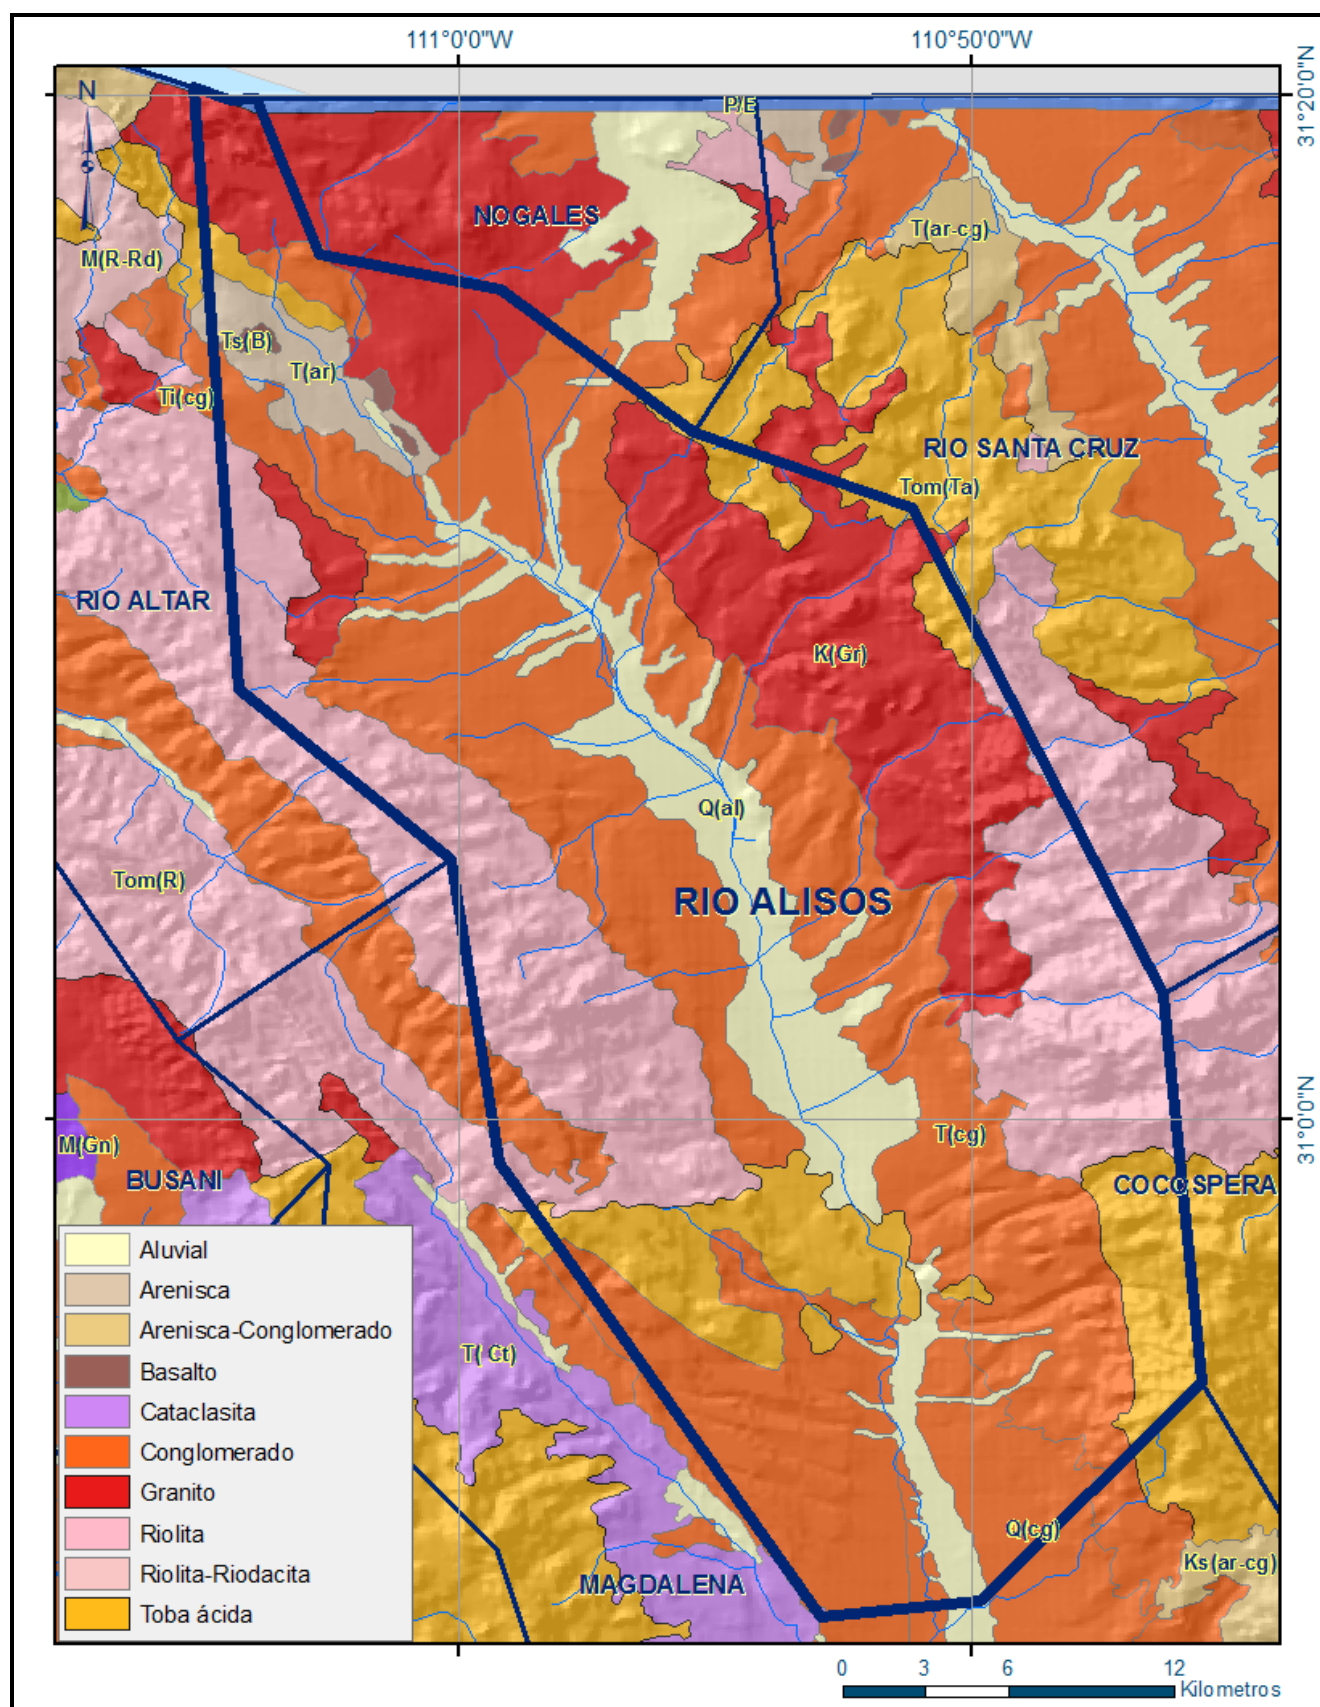 111°0'0"W
110°50'0"W
31°20'0"N
N
P/E
NOGALES
T(ar-cg)
M(R-Rd)
Ts(B)
T(ar)
Ti(cg)
RIO SANTA CRUZ
Tom(Ta)
RIO ALTAR
K(Gr)
Q(al)
Tom(R)
RIO ALISOS
31°0'0"N
T(cg)
M(Gn)
BUSANI
COCOSPERA
Aluvial
Arenisca
Arenisca-Conglomerado
Basalto
Cataclasita
Conglomerado
Granito
Riolita
Riolita-Riodacita
Toba ácida
T( Ct)
Q(cg)
Ks(ar-cg)
MAGDALENA
0 3 6 12
Kilometros